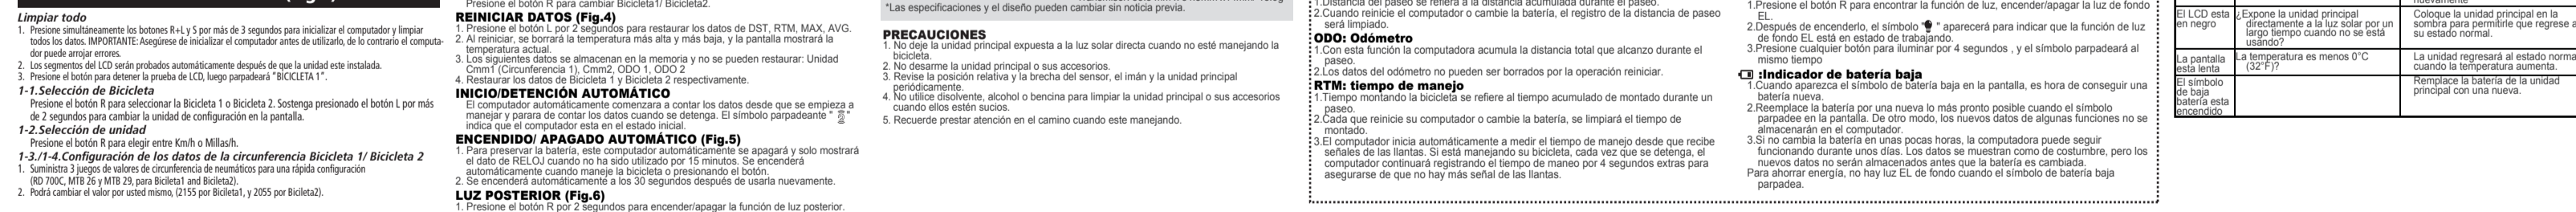 Limpiar todo
1. Presione simultáneamente los botones R+L y S por más de 3 segundos para inicializar el computador y limpiar
todos los datos. IMPORTANTE: Asegúrese de inicializar el computador antes de utilizarlo, de lo contrario el computa-
dor puede arrojar errores.
2. Los segmentos del LCD serán probados automáticamente después de que la unidad este instalada.
3. Presione el botón para detener la prueba de LCD, luego parpadeará "BICICLETA 1".
1-1.Selección de Bicicleta
Presione el botón R para seleccionar la Bicicleta 1 o Bicicleta 2. Sostenga presionado el botón L por más
de 2 segundos para cambiar la unidad de configuración en la pantalla.
1-2.Selección de unidad
Presione el botón R para elegir entre Km/h o Millas/h.
1-3./1-4.Configuración de los datos de la circunferencia Bicicleta 1/ Bicicleta 2
1. Suministra 3 juegos de valores de circunferencia de neumáticos para una rápida configuración
(RD 700C, MTB 26 y MTB 29, para Bicileta1 and Bicileta2).
2. Podrá cambiar el valor por usted mismo, (2155 por Bicileta1, y 2055 por Bicileta2).
Presione el botón R para cambiar Bicicleta1/ Bicicleta2.
REINICIAR DATOS (Fig.4)
1. Presione el botón L por 2 segundos para restaurar los datos de DST, RTM, MAX, AVG.
2. Al reiniciar, se borrará la temperatura más alta y más baja, y la pantalla mostrará la
temperatura actual.
3. Los siguientes datos se almacenan en la memoria y no se pueden restaurar: Unidad
Cmm1 (Circunferencia 1), Cmm2, ODO 1, ODO 2
4. Restaurar los datos de Bicicleta 1 y Bicicleta 2 respectivamente.
INICIO/DETENCIÓN AUTOMÁTICO
El computador automáticamente comenzara a contar los datos desde que se empieza a
manejar y parara de contar los datos cuando se detenga. El símbolo parpadeante " "
indica que el computador esta en el estado inicial.
ENCENDIDO/ APAGADO AUTOMÁTICO (Fig.5)
1. Para preservar la batería, este computador automáticamente se apagará y solo mostrará
el dato de RELOJ cuando no ha sido utilizado por 15 minutos. Se encenderá
automáticamente cuando maneje la bicicleta o presionando el botón.
2. Se encenderá automáticamente a los 30 segundos después de usarla nuevamente.
LUZ POSTERIOR (Fig.6)
1. Presione el botón R por 2 segundos para encender/apagar la función de luz posterior.
*Las especificaciones y el diseño pueden cambiar sin noticia previa.
PRECAUCIONES
1. No deje la unidad principal expuesta a la luz solar directa cuando no esté manejando la
bicicleta.
2. No desarme la unidad o sus accesorios.
3. Revise la posición relativa y la brecha del sensor, el imán y la unidad principal
periódicamente.
4. No utilice disolvente, alcohol o bencina para limpiar la unidad principal o sus accesorios
cuando ellos estén sucios.
5. Recuerde prestar atención en el camino cuando este manejando.
1.Distancia del paseo se refiera a la distancia acumulada durante el paseo.
2.Cuando reinicie el computador o cambie la batería, el registro de la distancia de paseo
será limpiado.
ODO: Odómetro
1.Con esta función la computadora acumula la distancia total que alcanzo durante el
paseo.
2.Los datos del odómetro no pueden ser borrados por la operación reiniciar.
RTM: tiempo de manejo
1.Tiempo montando la bicicleta se refiere al tiempo acumulado de montado durante un
paseo.
2.Cada que reinicie su computador o cambie la batería, se limpiará el tiempo de
montado.
3.El computador inicia automáticamente a medir el tiempo de manejo desde que recibe
señales de las llantas. Si está manejando su bicicleta, cada vez que se detenga, el
computador continuará registrando el tiempo de maneo por 4 segundos extras para
asegurarse de que no hay más señal de las llantas.
1.Presione el botón R para encontrar la función de luz, encender/apagar la luz de fondo
EL.
2.Después de encenderlo, el símbolo " " aparecerá para indicar que la función de luz
de fondo EL está en estado de trabajando.
3.Presione cualquier botón para iluminar por 4 segundos , y el símbolo parpadeará al
mismo tiempo
:Indicador de batería baja
1.Cuando aparezca el símbolo de batería baja en la pantalla, es hora de conseguir una
batería nueva.
2.Reemplace la batería por una nueva lo más pronto posible cuando el símbolo
parpadee en la pantalla. De otro modo, los nuevos datos de algunas funciones no se
almacenarán en el computador.
3.Si no cambia la batería en unas pocas horas, la computadora puede seguir
funcionando durante unos días. Los datos se muestran como de costumbre, pero los
nuevos datos no serán almacenados antes que la batería es cambiada.
Para ahorrar energía, no hay luz EL de fondo cuando el símbolo de batería baja
parpadea.
nuevamente
El LCD esta
en negro
¿Expone la unidad principal
directamente a la luz solar por un
largo tiempo cuando no se está
usando?
Coloque la unidad principal en la
sombra para permitir que regrese a
su estado normal.
La pantalla
esta lenta
La temperatura es menos 0°C
(32°F)?
La unidad regresará al estado norma
cuando la temperatura aumenta.
El símbolo
de baja
batería esta
encendido
Remplace la batería de la unidad
principal con una nueva.